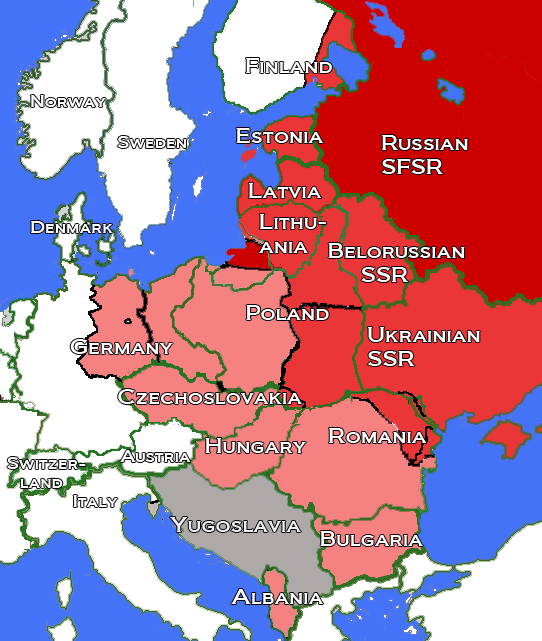 Finland
Norway
Estonia
Sweden
Russian
SFSR
Latvia
Lithu-
ania
Denmark
Belorussian
SSR
Poland
Ukrainian
SSR
Germany
Czechoslovakia
Romania
Hungary
Austria
Switzer-
land
Italy
Yugoslavia
Bulgaria
Albania